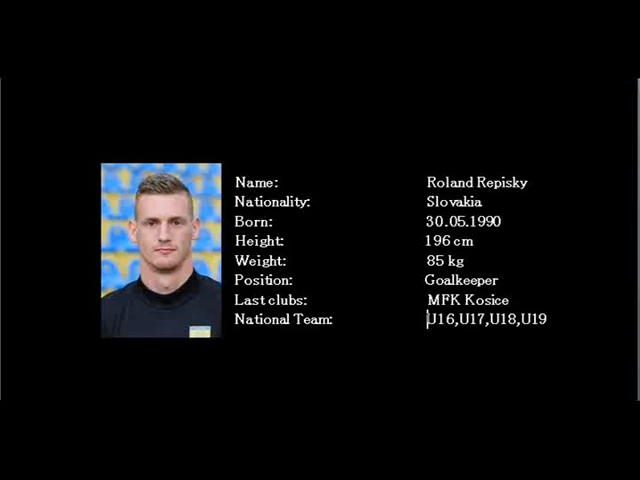 Name: Roland Repisky
Nationality: Slovakia
Born: 30.05.1990
Height: 196 cm
Weight: 85 kg
Position: Goalkeeper
Last clubs: MFK Kosice
National Team: U16,U17,U18,U19